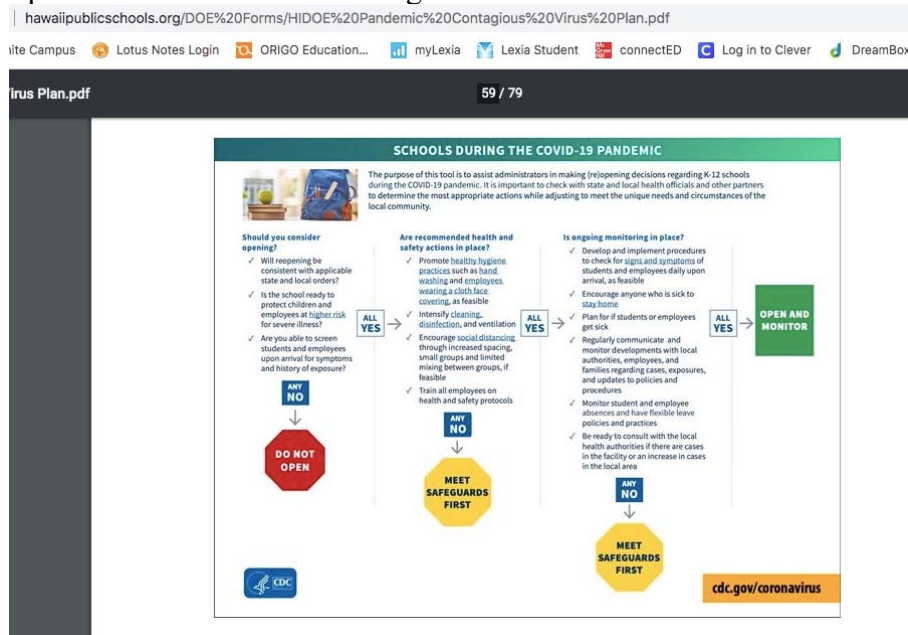 hawaiipublicschools.org/DOE%20Forms/HIDOE%20Pandemic%20Contagious%20Virus%20Plan.pdf
Campus Lotus Notes Login ORIGO Education... myLexia Lexia Student connectED Log in to Clever DreamBox
Plan.pdf
59 / 79
SCHOOLS DURING THE COVID-19 PANDEMIC
The purpose of this tool is to assist administrators in making (re)opening decisions regarding K-12 schools
during the COVID-19 pandemic. It is important to check with state and local health officials and other partners
to determine the most appropriate actions while adjusting to meet the unique needs and circumstances of the
local community.
Should you consider
opening?
✓ Will reopening be
consistent with applicable
state and local orders?
✓ Is the school ready to
protect children and
employees at higher risk
for severe illness?
✓ Are you able to screen
students and employees
upon arrival for symptoms
and history of exposure?
ANY
NO
DO NOT
OPEN
ALL
YES
Are recommended health and
safety actions in place?
✓ Promote healthy hygiene
practices such as hand
washing and employees
wearing a cloth face
covering, as feasible
✓ Intensify cleaning,
disinfection, and ventilation
✓ Encourage social distancing
through increased spacing,
small groups and limited
mixing between groups, if
feasible
✓ Train all employees on
health and safety protocols
ANY
NO
MEET
SAFEGUARDS
FIRST
ALL
YES
Is ongoing monitoring in place?
✓ Develop and implement procedures
to check for signs and symptoms of
students and employees daily upon
arrival, as feasible
✓ Encourage anyone who is sick to
stay home
✓ Plan for if students or employees
get sick
✓ Regularly communicate and
monitor developments with local
authorities, employees, and
families regarding cases, exposures,
and updates to policies and
procedures
✓ Monitor student and employee
absences and have flexible leave
policies and practices
✓ Be ready to consult with the local
health authorities if there are cases
in the facility or an increase in cases
in the local area
ANY
NO
MEET
SAFEGUARDS
FIRST
ALL
YES
OPEN AND
MONITOR
CDC
cdc.gov/coronavirus